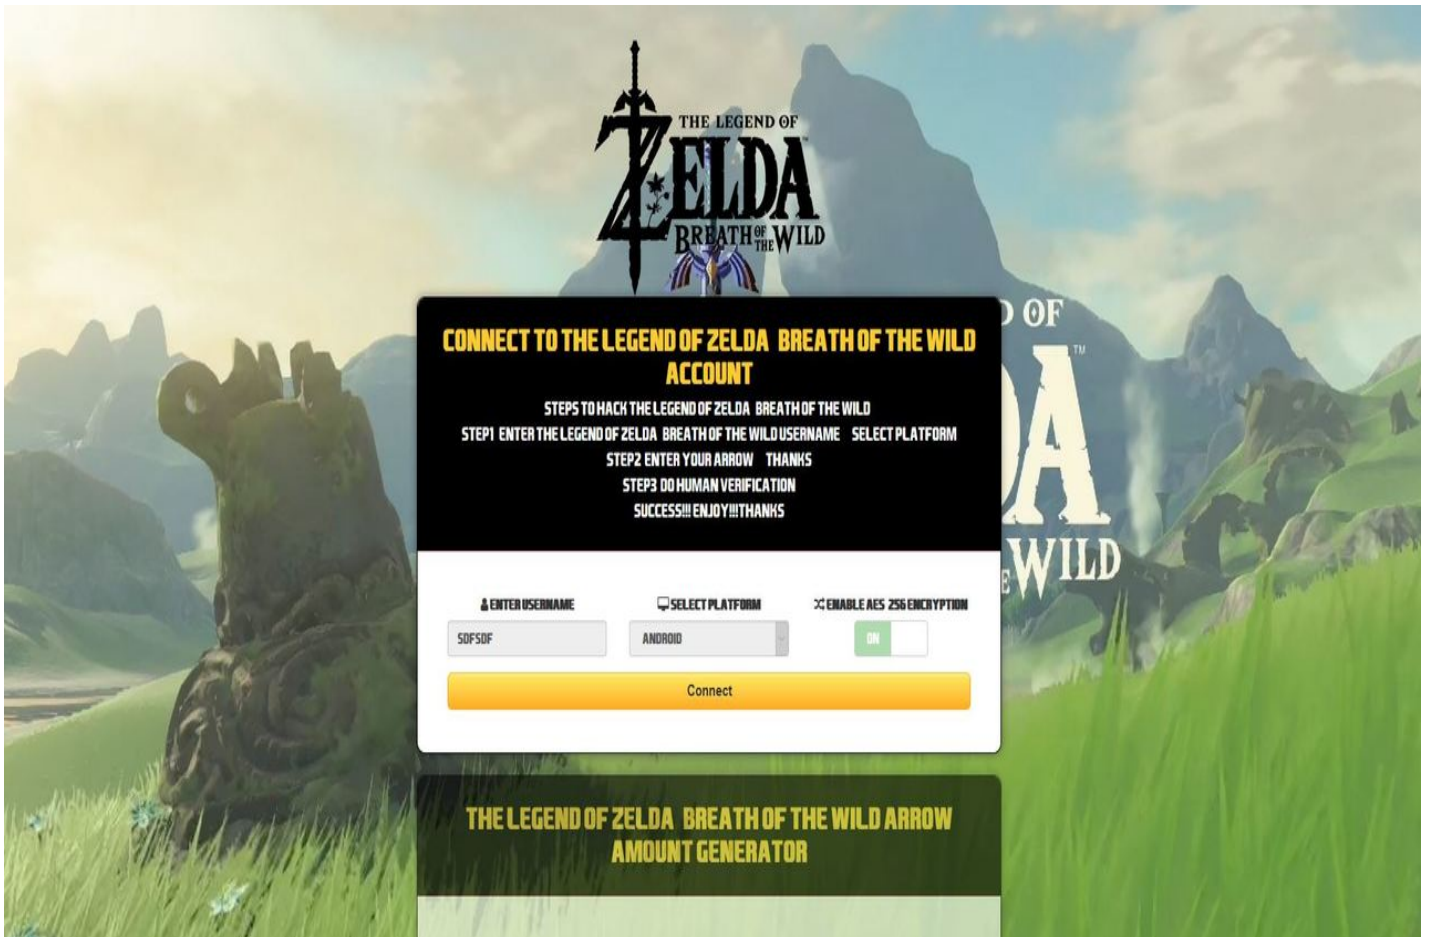 THE LEGEND OF
ZELDA
BREATH OF THE WILD
CONNECT TO THE LEGEND OF ZELDA BREATH OF THE WILD
ACCOUNT
STEPS TO HACK THE LEGEND OF ZELDA BREATH OF THE WILD
STEP1 ENTER THE LEGEND OF ZELDA BREATH OF THE WILD USERNAME SELECT PLATFORM
STEP2 ENTER YOUR ARROW THANKS
STEP3 DO HUMAN VERIFICATION
SUCCESS!!! ENJOY!!!THANKS
D OF
DA™
E WILD
ENTER USERNAME
SELECT PLATFORM
ENABLE AES 256 ENCRYPTION
SDFSDF
ANDROID
ON
Connect
THE LEGEND OF ZELDA BREATH OF THE WILD ARROW
AMOUNT GENERATOR